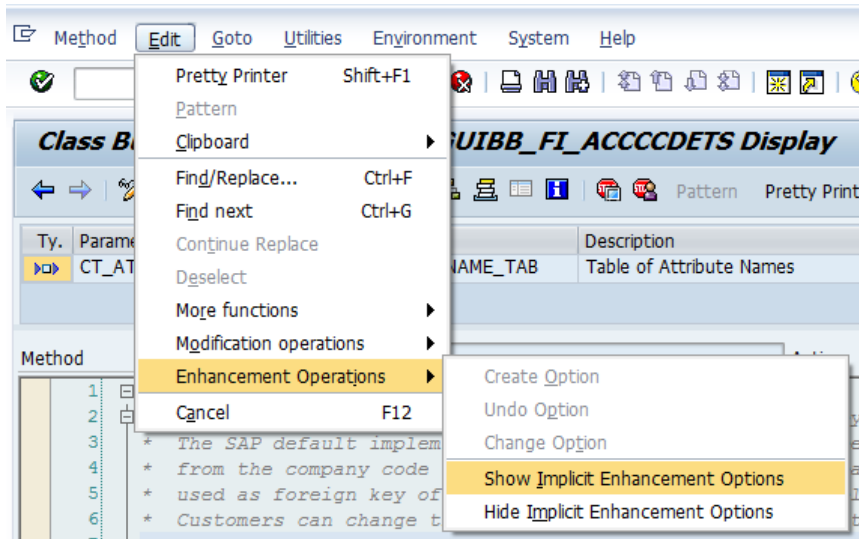 Method Edit Goto Utilities Environment System Help
Pretty Printer Shift+F1
Pattern
Clipboard
Class B GUIBB_FI_ACCCCDETS Display
Find/Replace... Ctrl+F
Pattern Pretty Print
Find next Ctrl+G
Continue Replace
Ty. Parame Description
CT_AT NAME_TAB Table of Attribute Names
Deselect
More functions
Modification operations
Method
Enhancement Operations
Cancel F12
Create Option
Undo Option
Change Option
Show Implicit Enhancement Options
Hide Implicit Enhancement Options
1
2
3 * The SAP default implem
4 * from the company code
5 * used as foreign key of
6 * Customers can change t